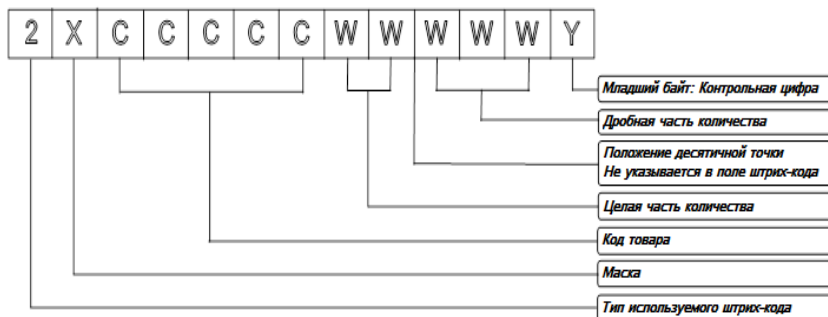 2 X C C C C C W W W W W Y
Младший байт: Контрольная цифра
Дробная часть количества
Положение десятичной точки
Не указывается в поле штрих-кода
Целая часть количества
Код товара
Маска
Тип используемого штрих-кода